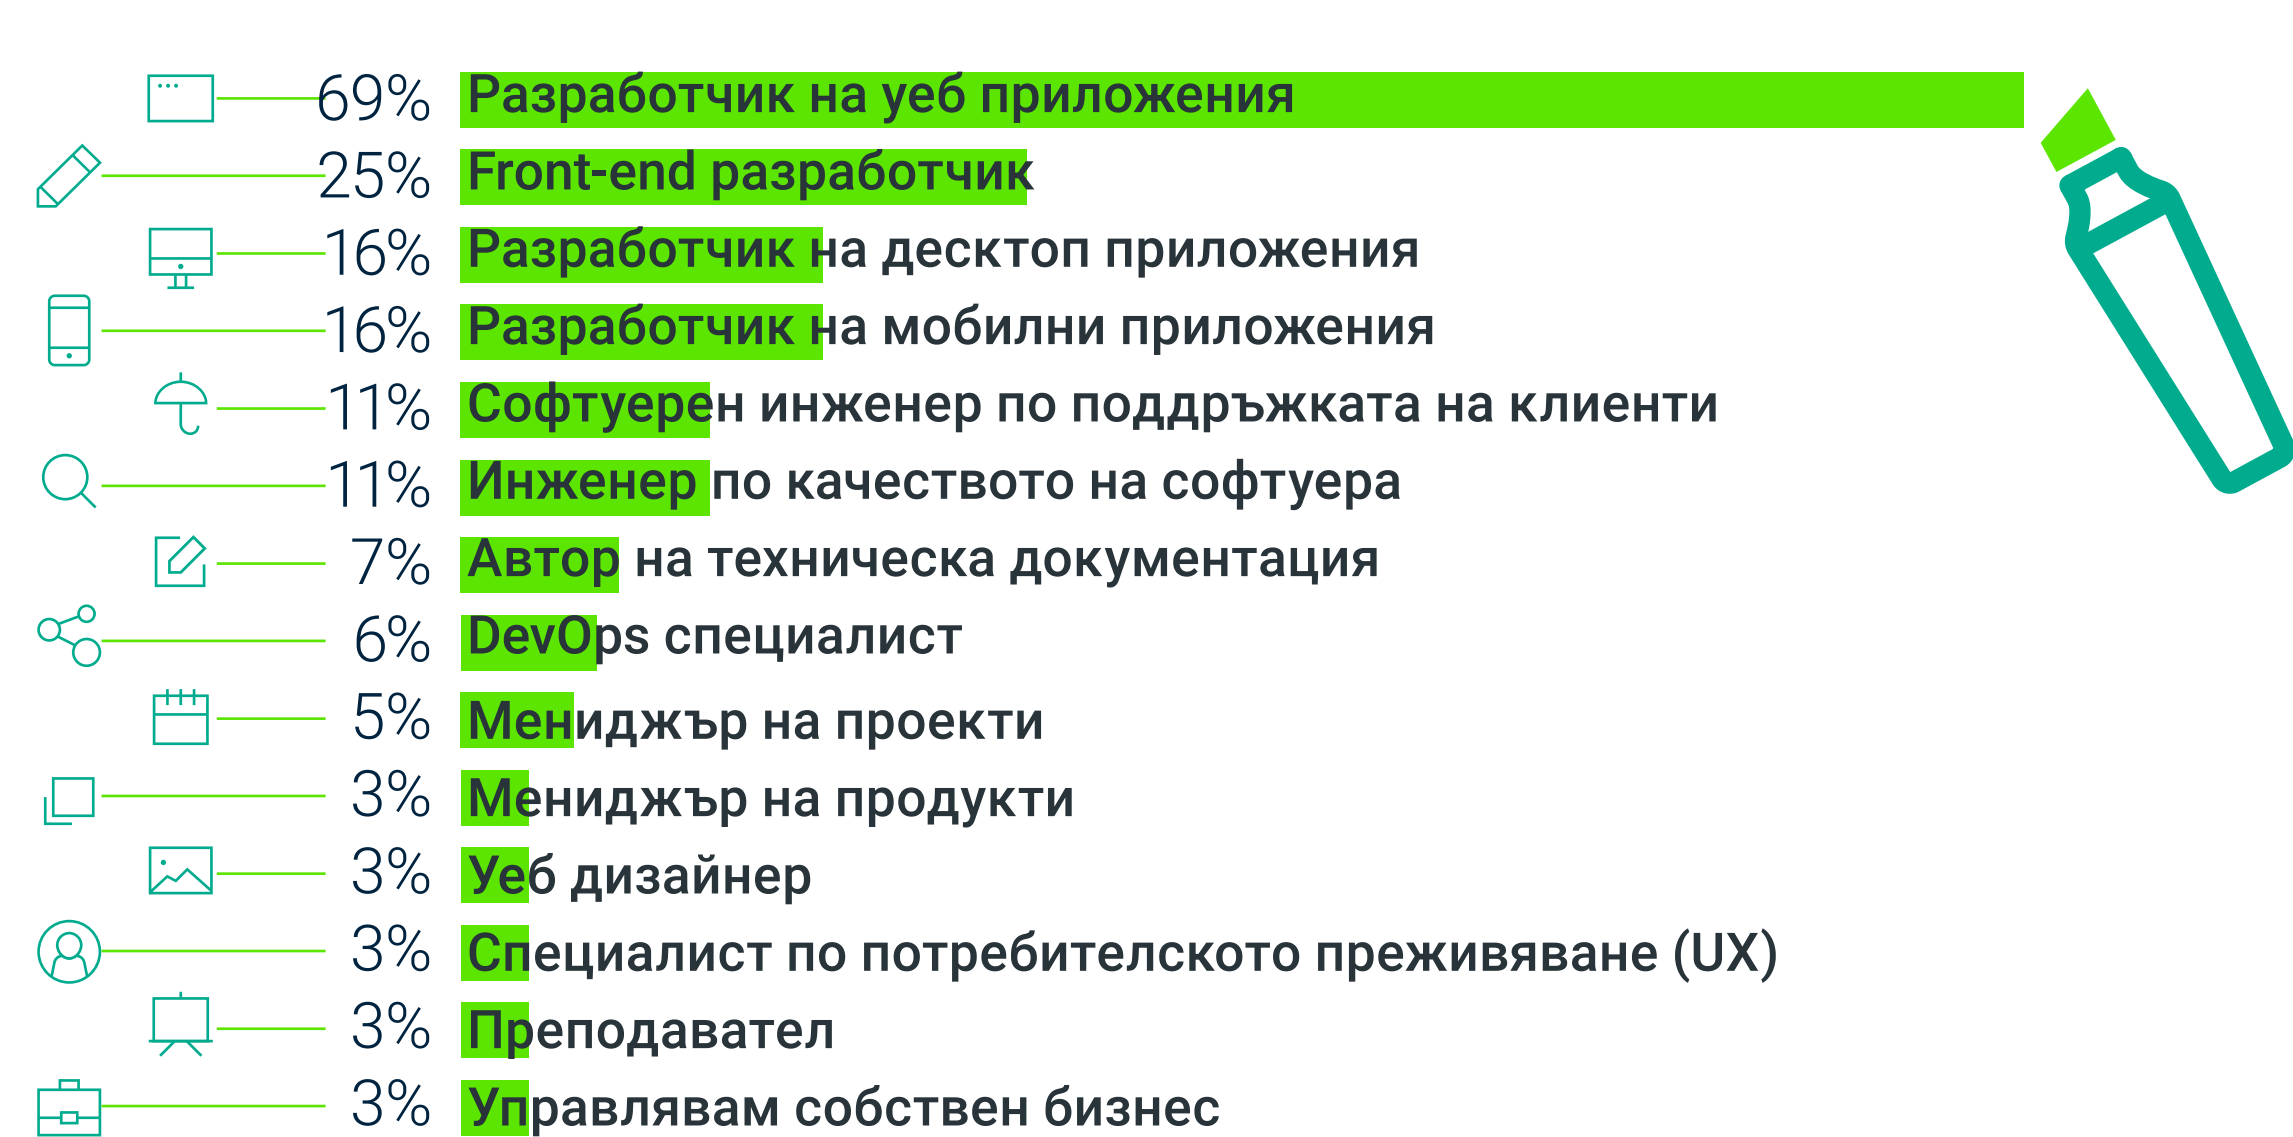 69% Разработчик на уеб приложения
25% Front-end разработчик
16% Разработчик на десктоп приложения
16% Разработчик на мобилни приложения
11% Софтуерен инженер по поддръжката на клиенти
11% Инженер по качеството на софтуера
7% Автор на техническа документация
6% DevOps специалист
5% Мениджър на проекти
3% Мениджър на продукти
3% Уеб дизайнер
3% Специалист по потребителското преживяване (UX)
3% Преподавател
3% Управлявам собствен бизнес